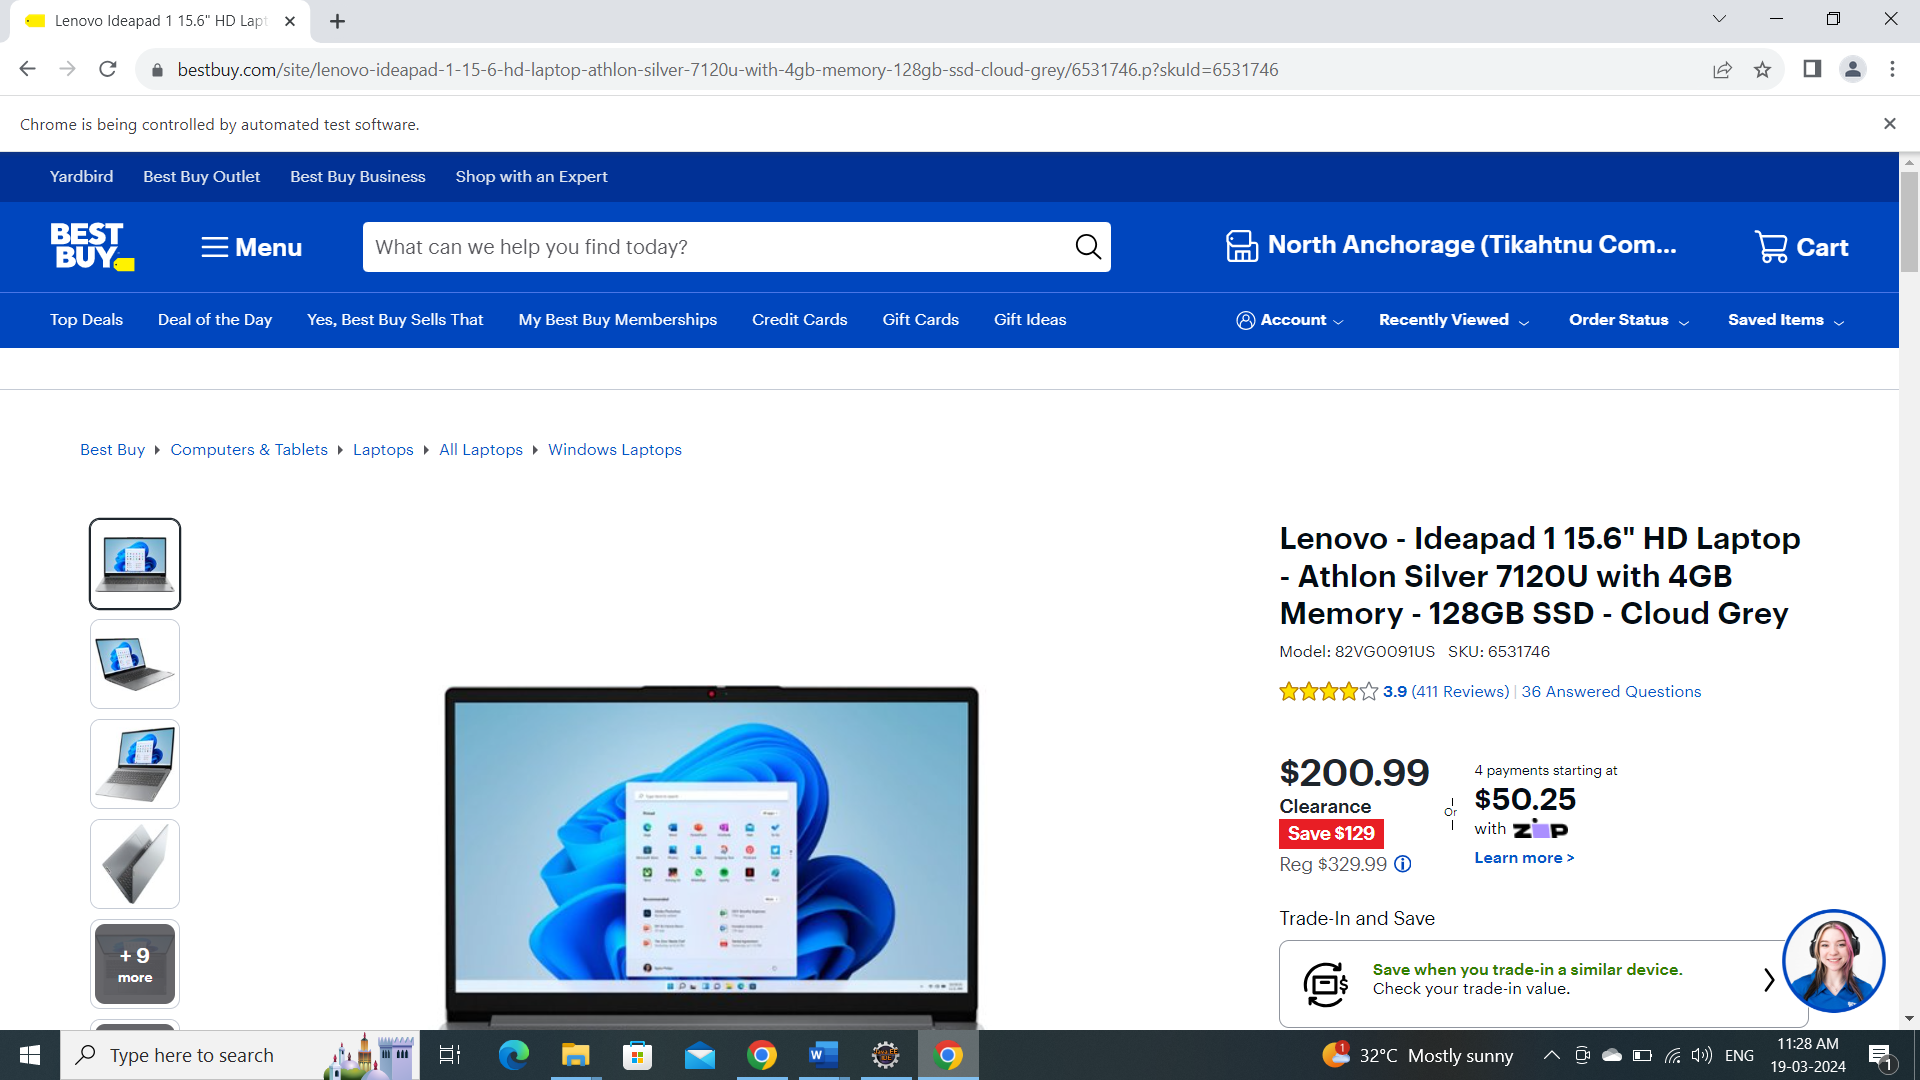 Lenovo Ideapad 1 15.6" HD Lapt
bestbuy.com/site/lenovo-ideapad-1-15-6-hd-laptop-athlon-silver-7120u-with-4gb-memory-128gb-ssd-cloud-grey/6531746.p?skuId=6531746
Chrome is being controlled by automated test software.
Yardbird Best Buy Outlet Best Buy Business Shop with an Expert
BEST
BUY
Menu
What can we help you find today?
North Anchorage (Tikahtnu Com...
Cart
Top Deals Deal of the Day Yes, Best Buy Sells That My Best Buy Memberships Credit Cards Gift Cards Gift Ideas Account Recently Viewed Order Status Saved Items
Best Buy Computers & Tablets Laptops All Laptops Windows Laptops
+ 9
more
Lenovo - Ideapad 1 15.6" HD Laptop
- Athlon Silver 7120U with 4GB
Memory - 128GB SSD - Cloud Grey
Model: 82VG0091US SKU: 6531746
3.9 (411 Reviews) | 36 Answered Questions
$200.99
Clearance
Save $129
Reg $329.99
Or
4 payments starting at
$50.25
with ZIP
Learn more >
Trade-In and Save
Save when you trade-in a similar device.
Check your trade-in value.
Type here to search
32°C Mostly sunny
ENG
11:28 AM
19-03-2024
1
1